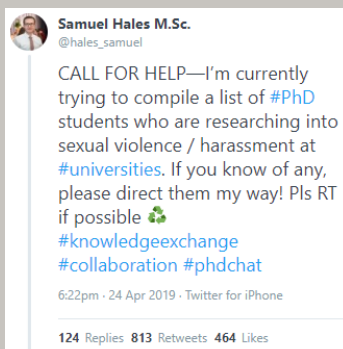 Samuel Hales M.Sc.
@hales_samuel
CALL FOR HELP—I'm currently
trying to compile a list of #PhD
students who are researching into
sexual violence / harassment at
#universities. If you know of any,
please direct them my way! Pls RT
if possible ♻
#knowledgeexchange
#collaboration #phdchat
6:22pm · 24 Apr 2019 · Twitter for iPhone
124 Replies 813 Retweets 464 Likes